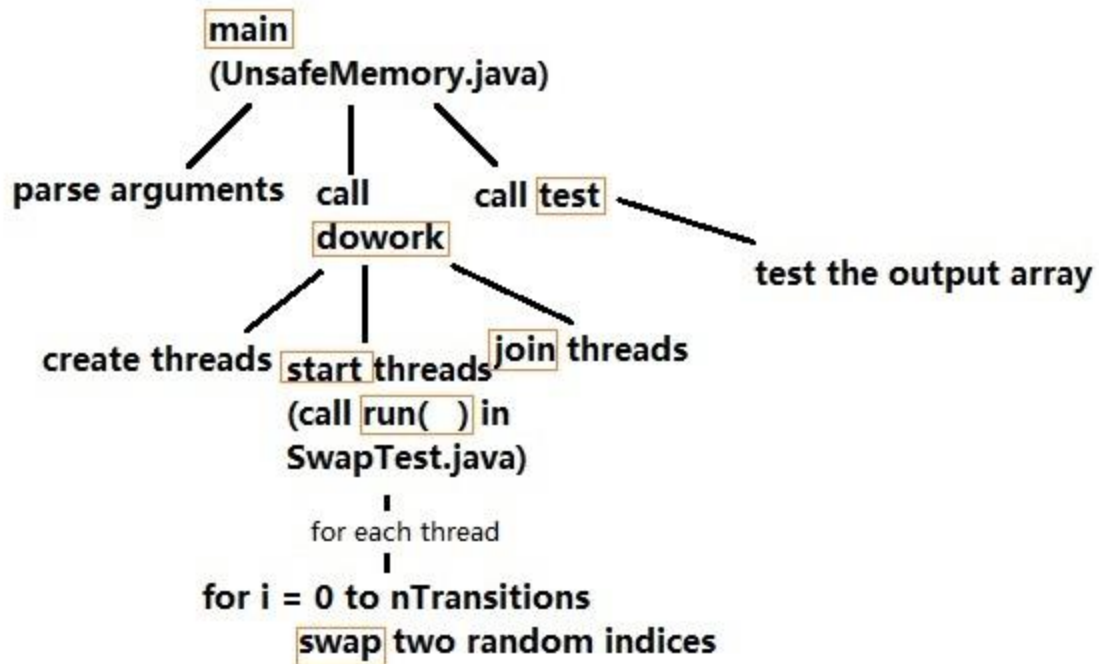 main
(UnsafeMemory.java)
parse arguments
call
dowork
call test
test the output array
create threads
start threads
(call run(   ) in
SwapTest.java)
join threads
for each thread
for i = 0 to nTransitions
swap two random indices